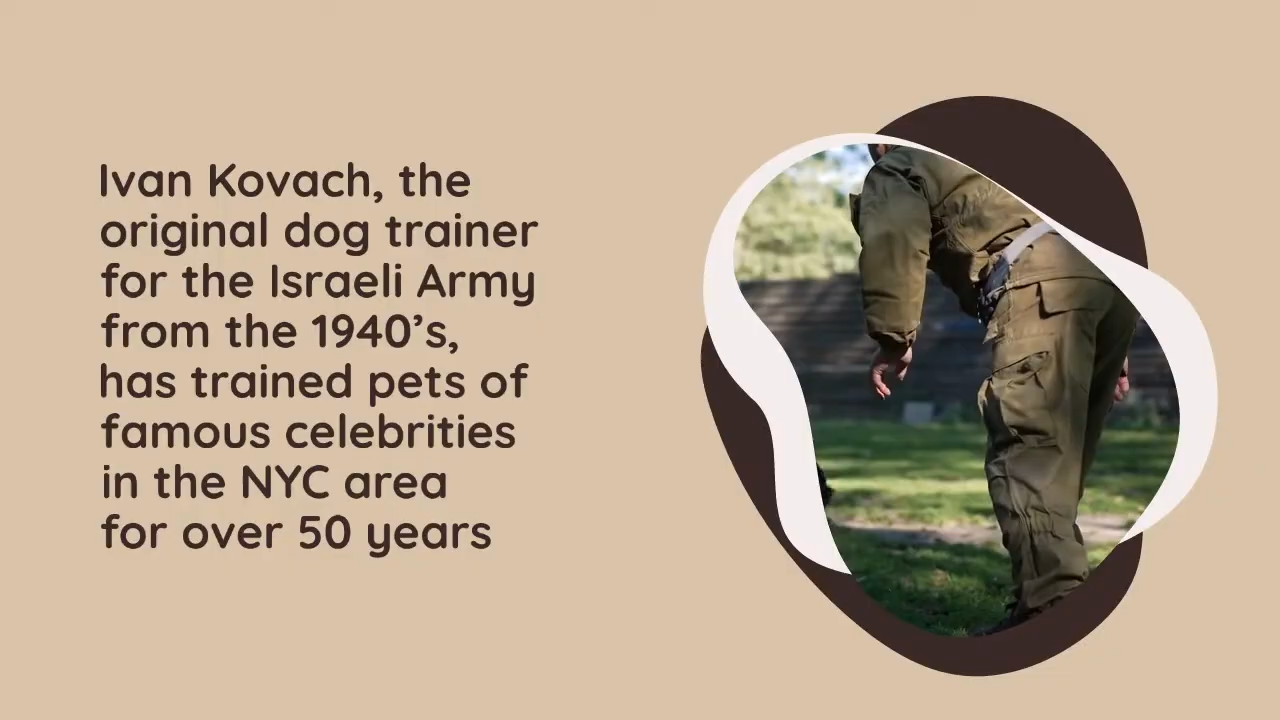 Ivan Kovach, the
original dog trainer
for the Israeli Army
from the 1940’s,
has trained pets of
famous celebrities
in the NYC area
for over 50 years